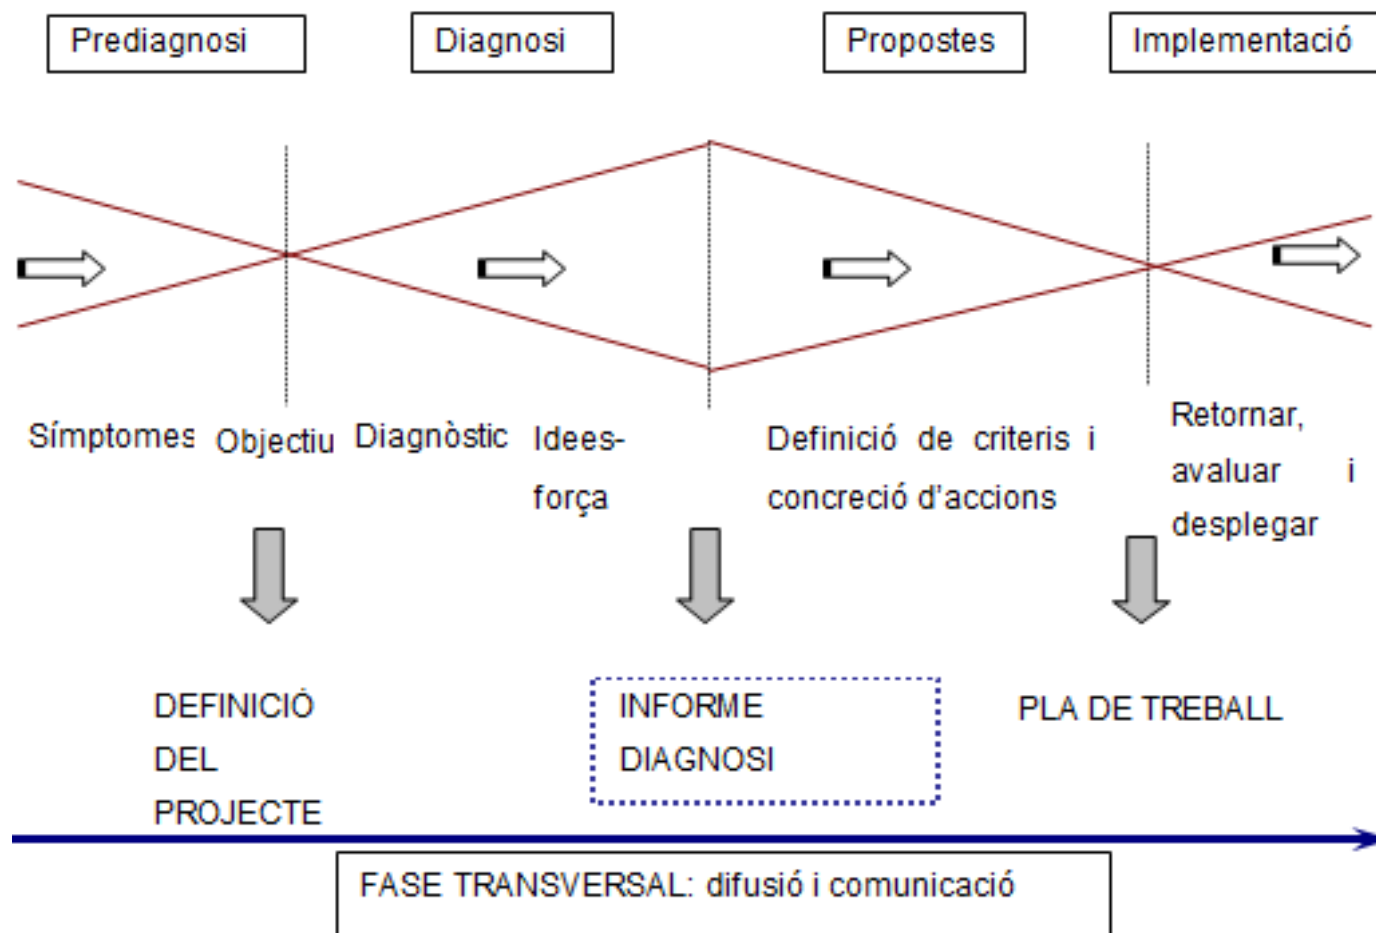 Prediagnosi
Diagnosi
Propostes
Implementació
Símptomes
Objectiu
Diagnòstic
Idees-
força
Definició de criteris i
concreció d'accions
Retornar,
avaluar i
desplegar
DEFINICIÓ
DEL
PROJECTE
INFORME
DIAGNOSI
PLA DE TREBALL
FASE TRANSVERSAL: difusió i comunicació